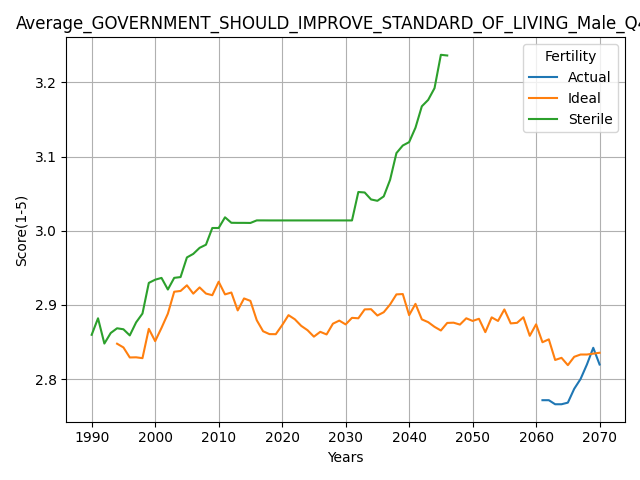 Average_GOVERNMENT_SHOULD_IMPROVE_STANDARD_OF_LIVING_Male_Q4
Fertility
Actual
Ideal
Sterile
Score(1-5)
3.2
3.1
3.0
2.9
2.8
1990 2000 2010 2020 2030 2040 2050 2060 2070
Years